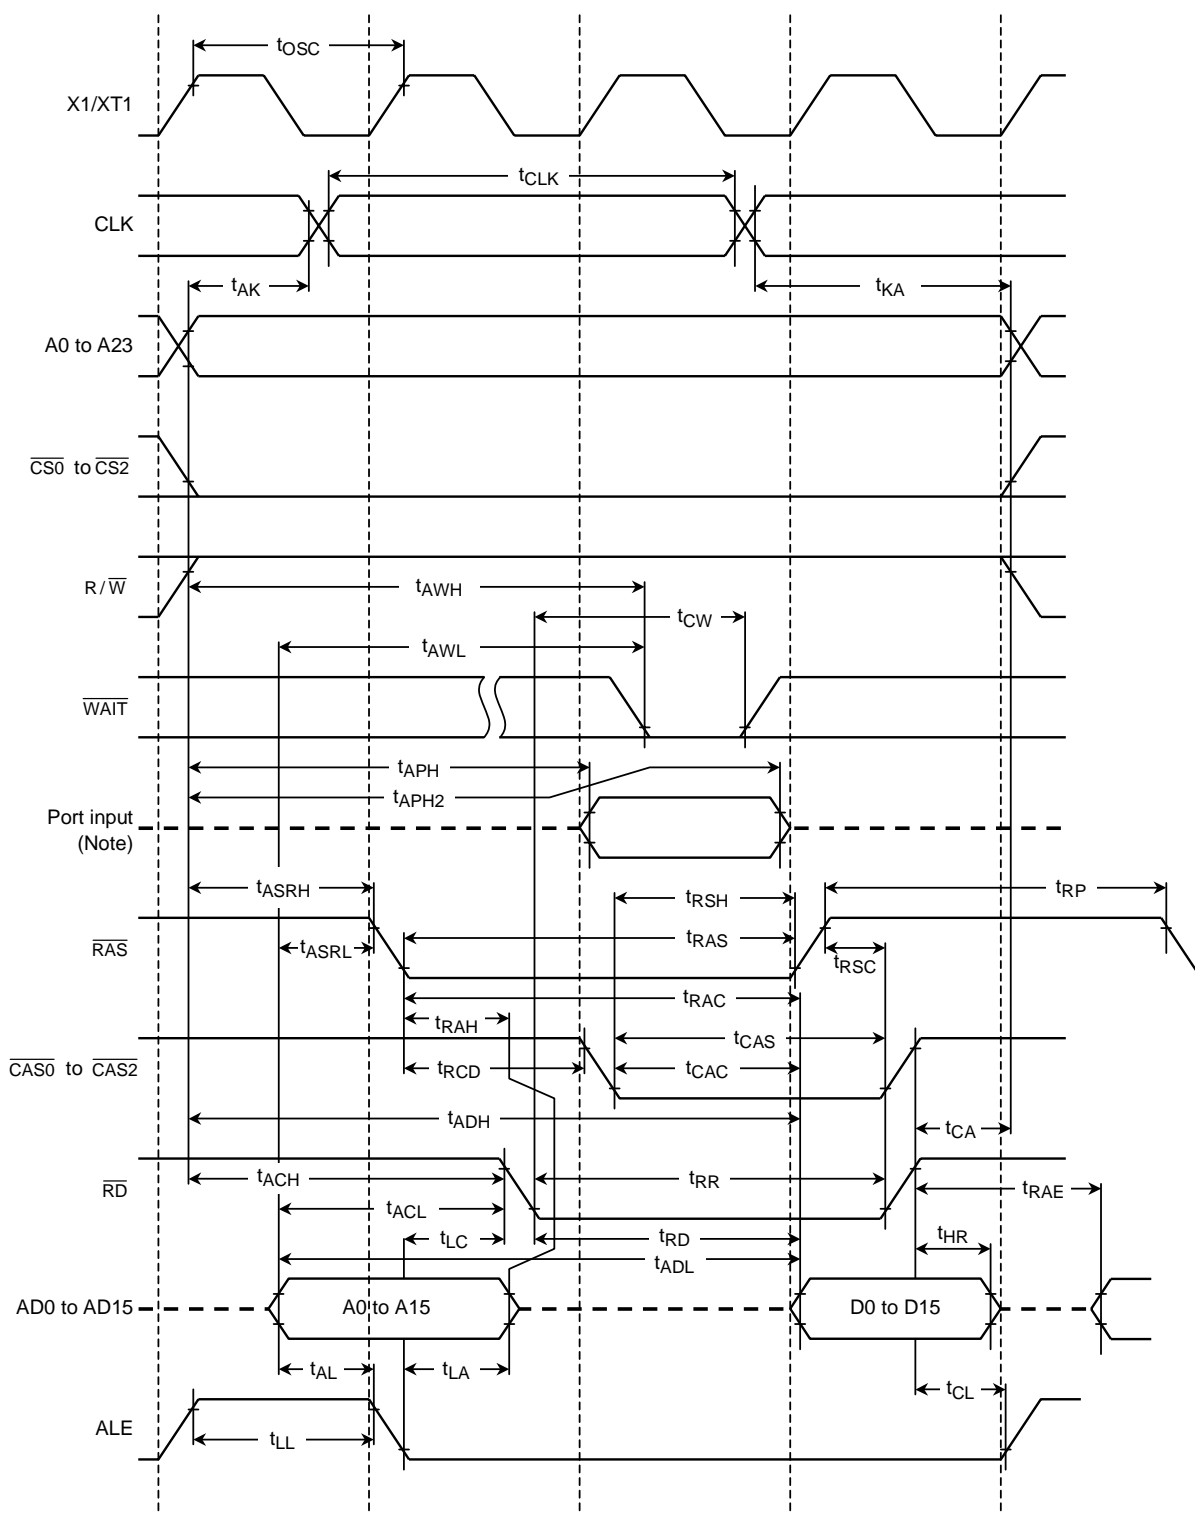 tOSC
X1/XT1
tCLK
CLK
tAK
tKA
A0 to A23
CS0 to CS2
R/W
tAWH
tCW
tAWL
WAIT
tAPH
tAPH2
Port input
(Note)
tASRH
tRSH
tRP
RAS
tASRL
tRAS
tRSC
tRAC
tRAH
tCAS
CAS0 to CAS2
tRCD
tCAC
tADH
tCA
RD
tACH
tRR
tRAE
tACL
tLC
tRD
tHR
tADL
AD0 to AD15
A0 to A15
D0 to D15
tAL
tLA
tCL
ALE
tLL